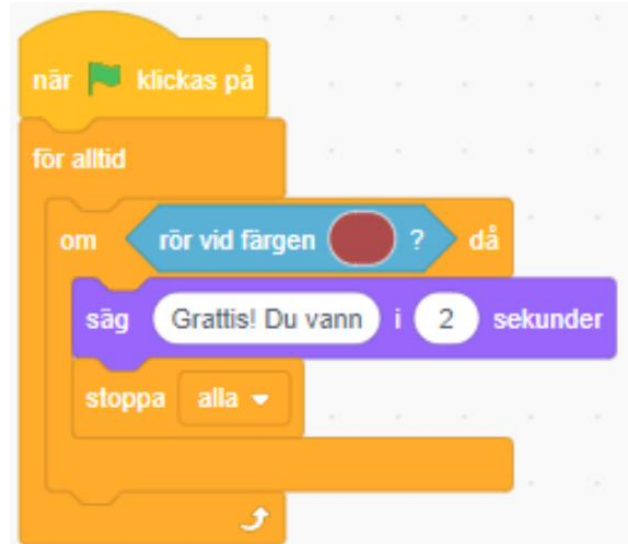 när klickas på
för alltid
om rör vid färgen ? då
säg Grattis! Du vann i 2 sekunder
stoppa alla